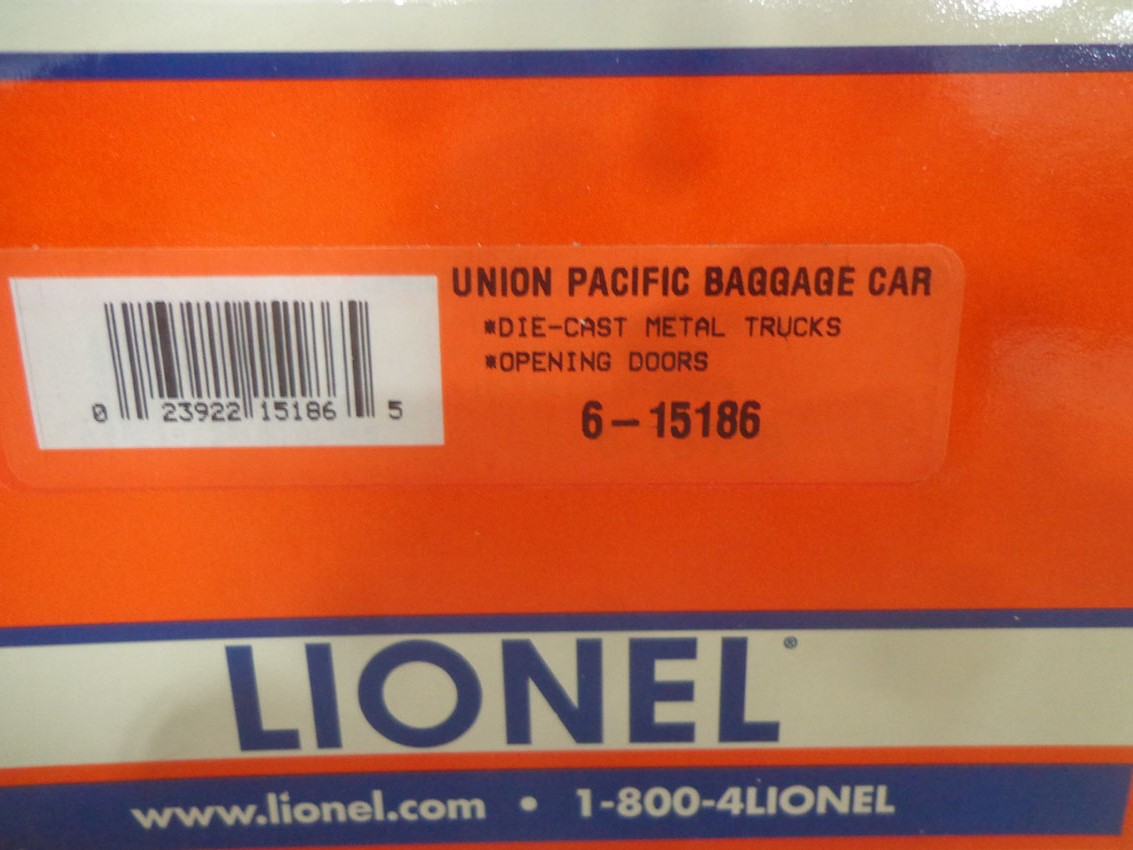 UNION PACIFIC BAGGAGE CAR
*DIE-CAST METAL TRUCKS
*OPENING DOORS
6-15186
0 23922 15186 5
LIONEL®
www.lionel.com • 1-800-4LIONEL